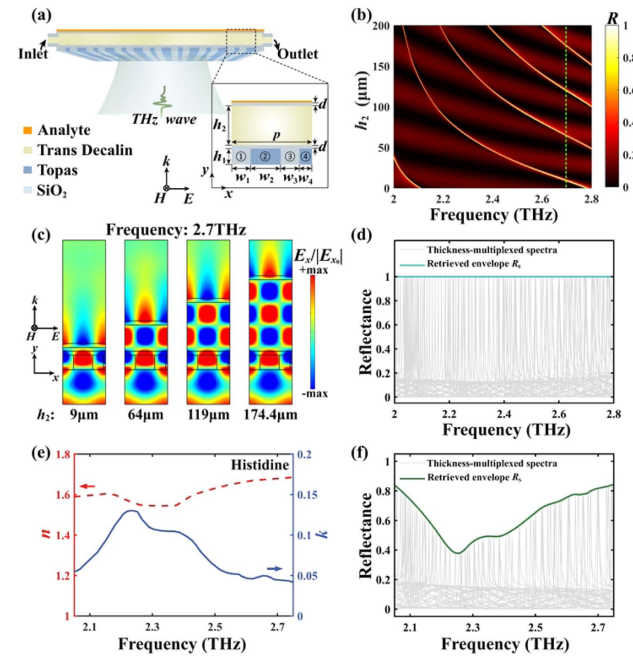 (a)
Inlet
Outlet
THz wave
Analyte
Trans Decalin
Topas
SiO₂
k
H
E
d
h₂
p
d
h₁
① ② ③ ④
w₁ w₂ w₃ w₄
y
x
(b)
R
200
150
100
50
0
h₂ (μm)
2 2.2 2.4 2.6 2.8
Frequency (THz)
1
0.8
0.6
0.4
0.2
0
(c)
Frequency: 2.7THz
Eₓ/|Eₓ₀|
+max
-max
k
H
E
y
x
h₂: 9μm 64μm 119μm 174.4μm
(d)
Thickness-multiplexed spectra
Retrieved envelope R₀
Reflectance
1
0.8
0.6
0.4
0.2
0
2 2.2 2.4 2.6 2.8
Frequency (THz)
(e)
Histidine
n
1.8
1.6
1.4
1.2
1
k
0.2
0.15
0.1
0.05
0
2.1 2.3 2.5 2.7
Frequency (THz)
(f)
Thickness-multiplexed spectra
Reflectance
1
0.8
0.6
0.4
0.2
0
2.1 2.3 2.5 2.7
Frequency (THz)